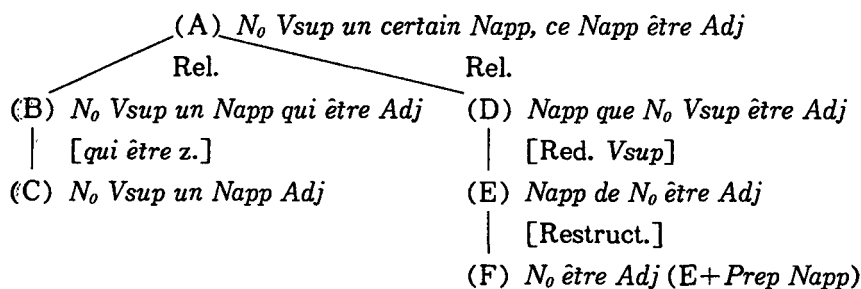 (A) N₀ Vsup un certain Napp, ce Napp être Adj
Rel. Rel.
(B) N₀ Vsup un Napp qui être Adj (D) Napp que N₀ Vsup être Adj
[qui être z.] [Red. Vsup]
(C) N₀ Vsup un Napp Adj (E) Napp de N₀ être Adj
[Restruct.]
(F) N₀ être Adj (E+Prep Napp)